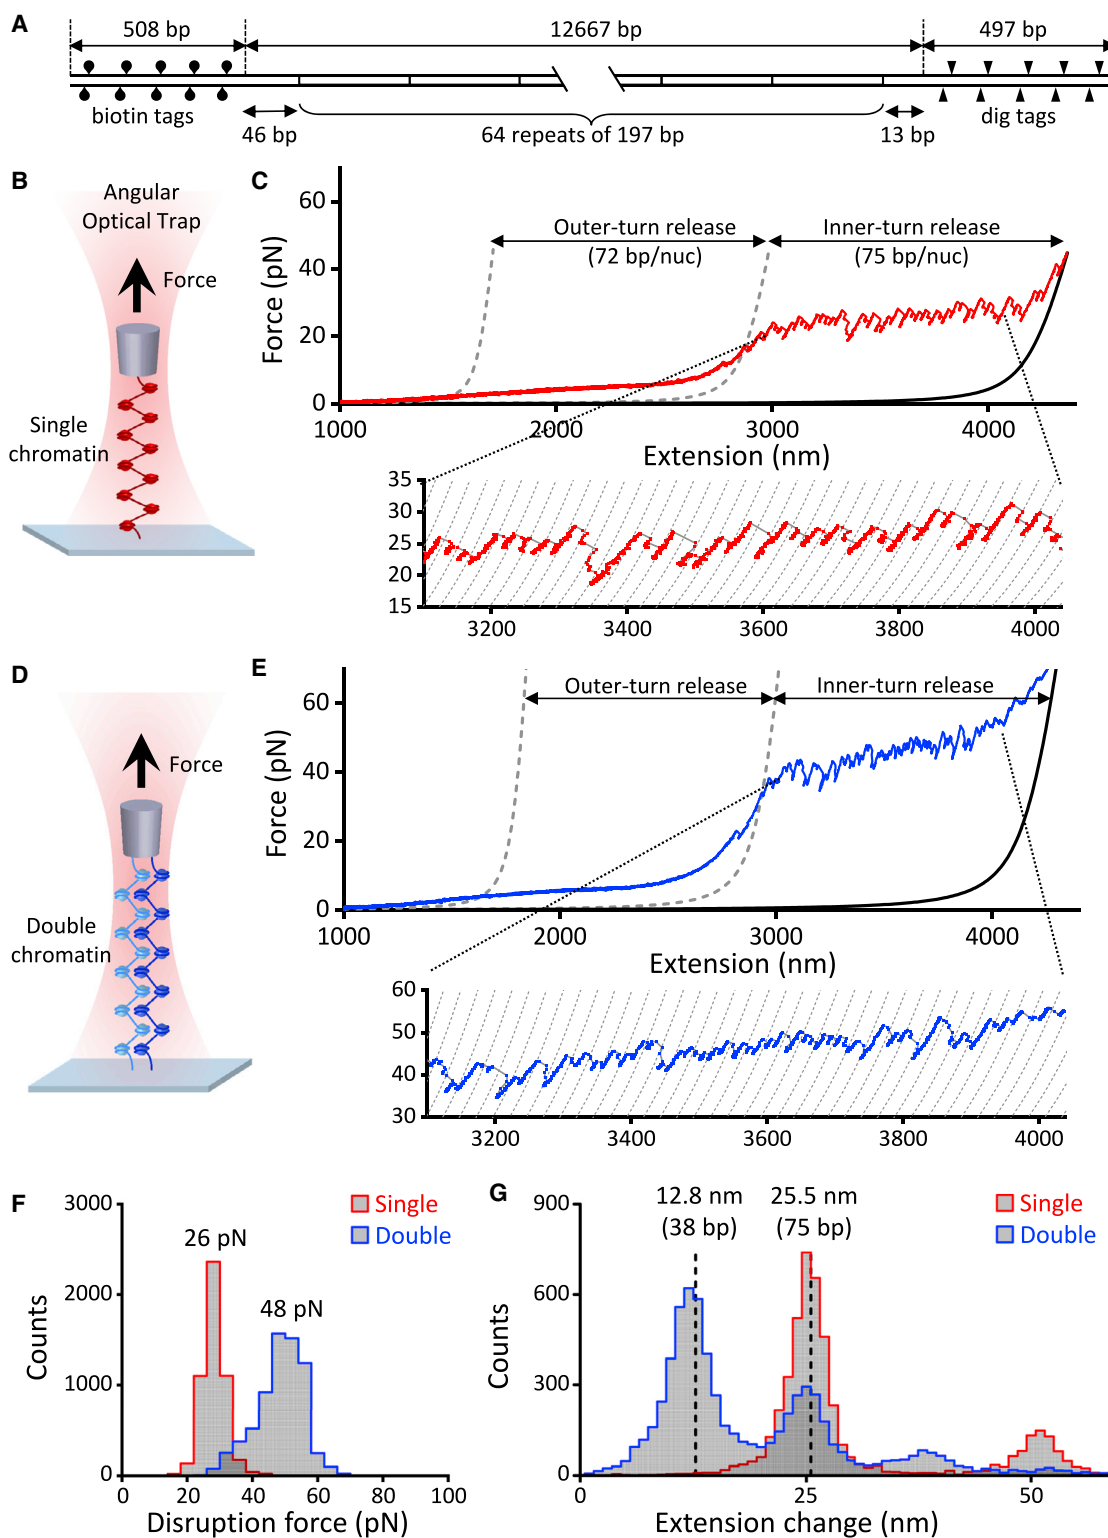 A
508 bp
12667 bp
497 bp
biotin tags
46 bp
64 repeats of 197 bp
13 bp
dig tags
B
Angular
Optical Trap
Force
Single
chromatin
C
Force (pN)
60
40
20
0
Outer-turn release
(72 bp/nuc)
Inner-turn release
(75 bp/nuc)
1000
2000
3000
4000
Extension (nm)
35
30
25
20
15
3200
3400
3600
3800
4000
D
Force
Double
chromatin
E
Force (pN)
60
40
20
0
Outer-turn release
Inner-turn release
1000
2000
3000
4000
Extension (nm)
60
50
40
30
3200
3400
3600
3800
4000
F
Counts
3000
2000
1000
0
Single
Double
26 pN
48 pN
0
20
40
60
80
100
Disruption force (pN)
G
Counts
900
600
300
0
12.8 nm
(38 bp)
25.5 nm
(75 bp)
Single
Double
0
25
50
Extension change (nm)